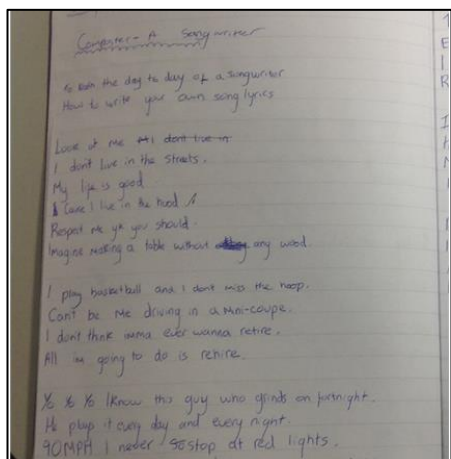 Composer - A Songwriter
the day to day of a songwriter
How to write your own song lyrics
Look at me I dont live in
I dont live in the streets.
My life is good
Cause I live in the hood
Respect me yk you should.
Imagine making a table without any wood.
I play basketball and I dont miss the hoop.
Cant be me driving in a Mini-coupe.
I dont think imma ever wanna retire.
All im going to do is rehire.
Yo Yo Yo I know this guy who grinds on fortnight.
He plays it every day and every night.
90MPH I never stop at red lights.
E
I
R
I